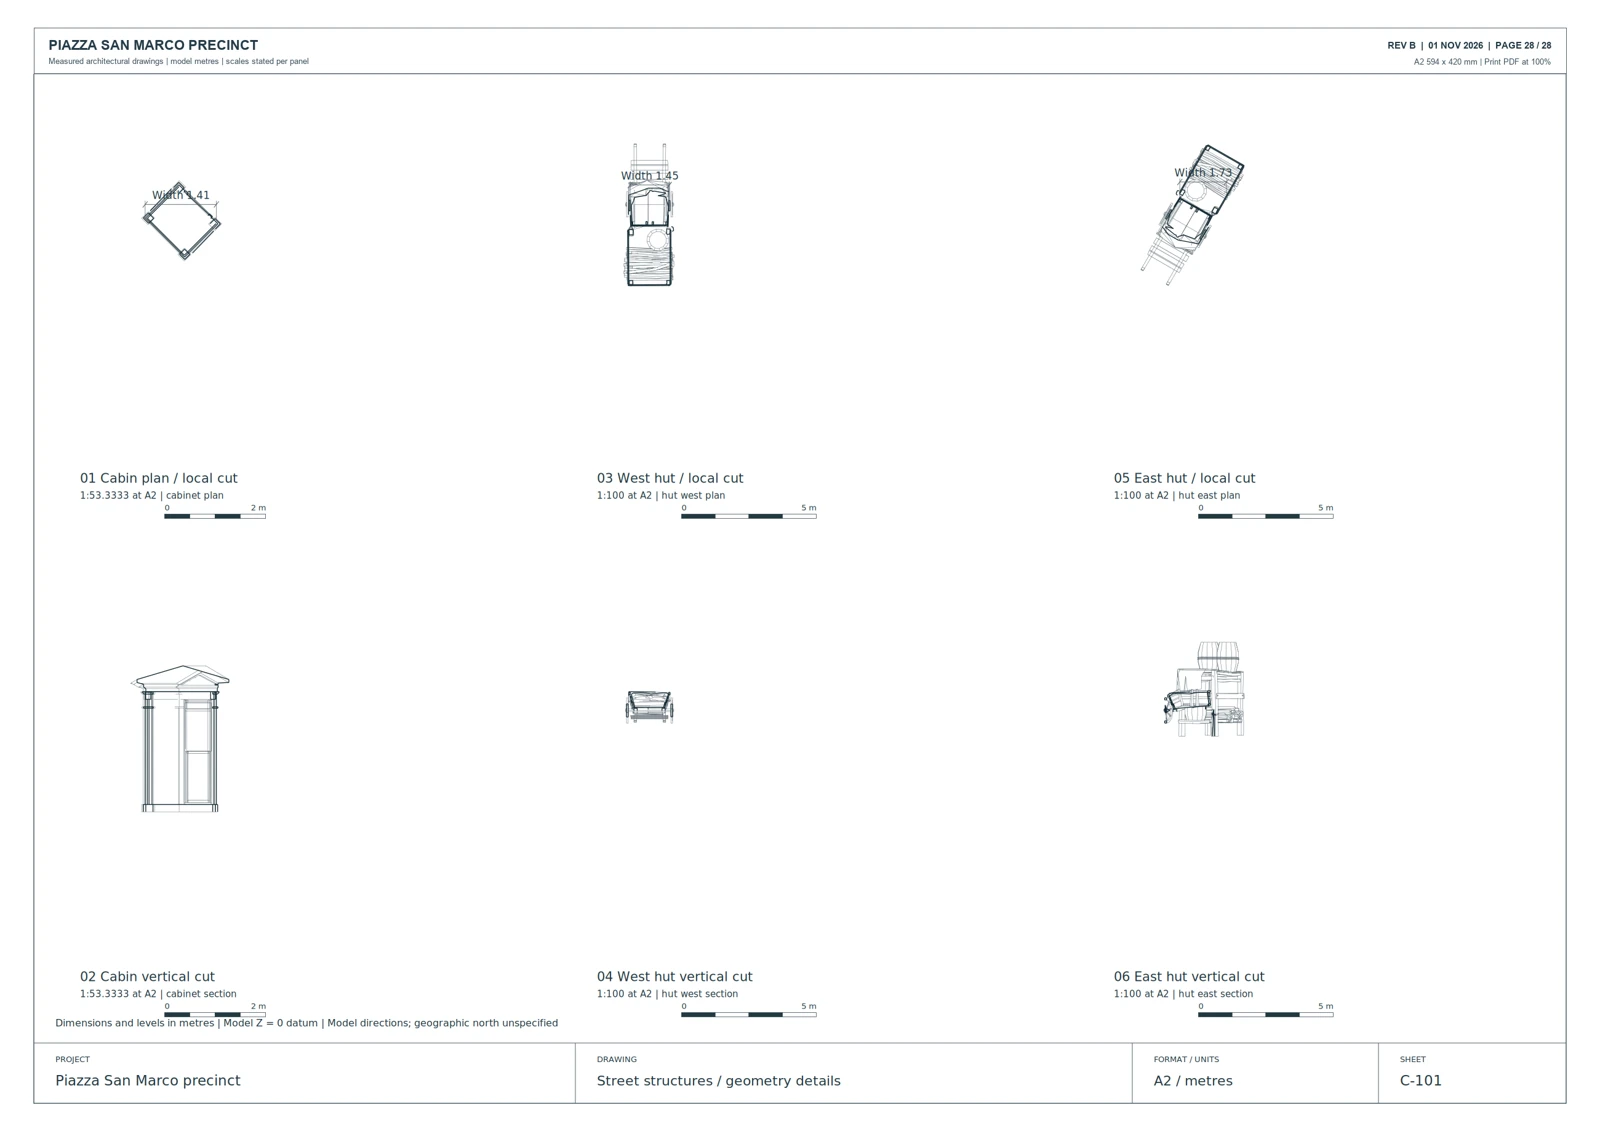 PIAZZA SAN MARCO PRECINCT
Measured architectural drawings | model metres | scales stated per panel
REV B | 01 NOV 2026 | PAGE 28 / 28
A2 594 x 420 mm | Print PDF at 100%
Width 1.41
Width 1.45
Width 1.73
01 Cabin plan / local cut
1:53.3333 at A2 | cabinet plan
0 2 m
03 West hut / local cut
1:100 at A2 | hut west plan
0 5 m
05 East hut / local cut
1:100 at A2 | hut east plan
0 5 m
02 Cabin vertical cut
1:53.3333 at A2 | cabinet section
0 2 m
04 West hut vertical cut
1:100 at A2 | hut west section
0 5 m
06 East hut vertical cut
1:100 at A2 | hut east section
0 5 m
Dimensions and levels in metres | Model Z = 0 datum | Model directions; geographic north unspecified
PROJECT
Piazza San Marco precinct
DRAWING
Street structures / geometry details
FORMAT / UNITS
A2 / metres
SHEET
C-101